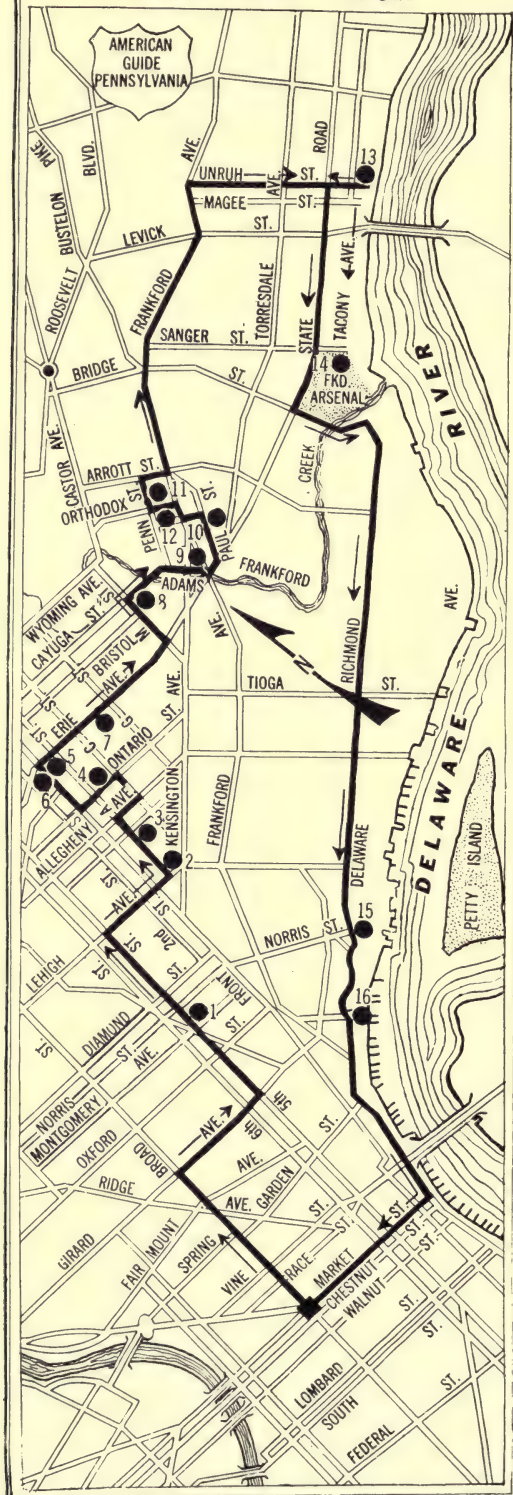 AMERICAN
GUIDE
PENNSYLVANIA
PIKE
BLVD.
AVE.
ROAD
13
UNRUH ST.
AVE.
MAGEE ST.
BUSTELON
LEVICK ST.
ROOSEVELT
FRANKFORD
TORRESDALE
STATE
TACONY AVE.
SANGER ST.
BRIDGE ST.
14
FKD.
ARSENAL
RIVER
CASTOR AVE.
ARROTT ST.
ORTHODOX ST.
11
CREEK
PENN
12
10
PAUL ST.
9
ADAMS
FRANKFORD
AVE.
WYOMING AVE.
CAYUGA ST.
ST.
8
M
BRISTOL
N
RICHMOND
AVE.
TIOGA ST.
ERIE AVE.
G
7
ST.
5
C
4
ONTARIO
6
KENSINGTON
AVE.
A
AVE.
3
FRANKFORD
ALLEGHENY
ST.
2
DELAWARE
DELAWARE
PETTY ISLAND
AVE.
2nd
ST.
15
NORRIS ST.
LEHIGH
ST.
FRONT
16
1
DIAMUND
ST.
ST.
AVE.
NORRIS
MONTGOMERY
5th
6th
ST.
AVE.
OXFORD
BROAD
AVE.
RIDGE
AVE.
GARDEN
ST.
GIRARD
FAIR MOUNT
SPRING
VINE
RACE
MARKET
ST.
CHESTNUT
WALNUT
ST.
ST.
LOMBARD
SOUTH
FEDERAL
ST.